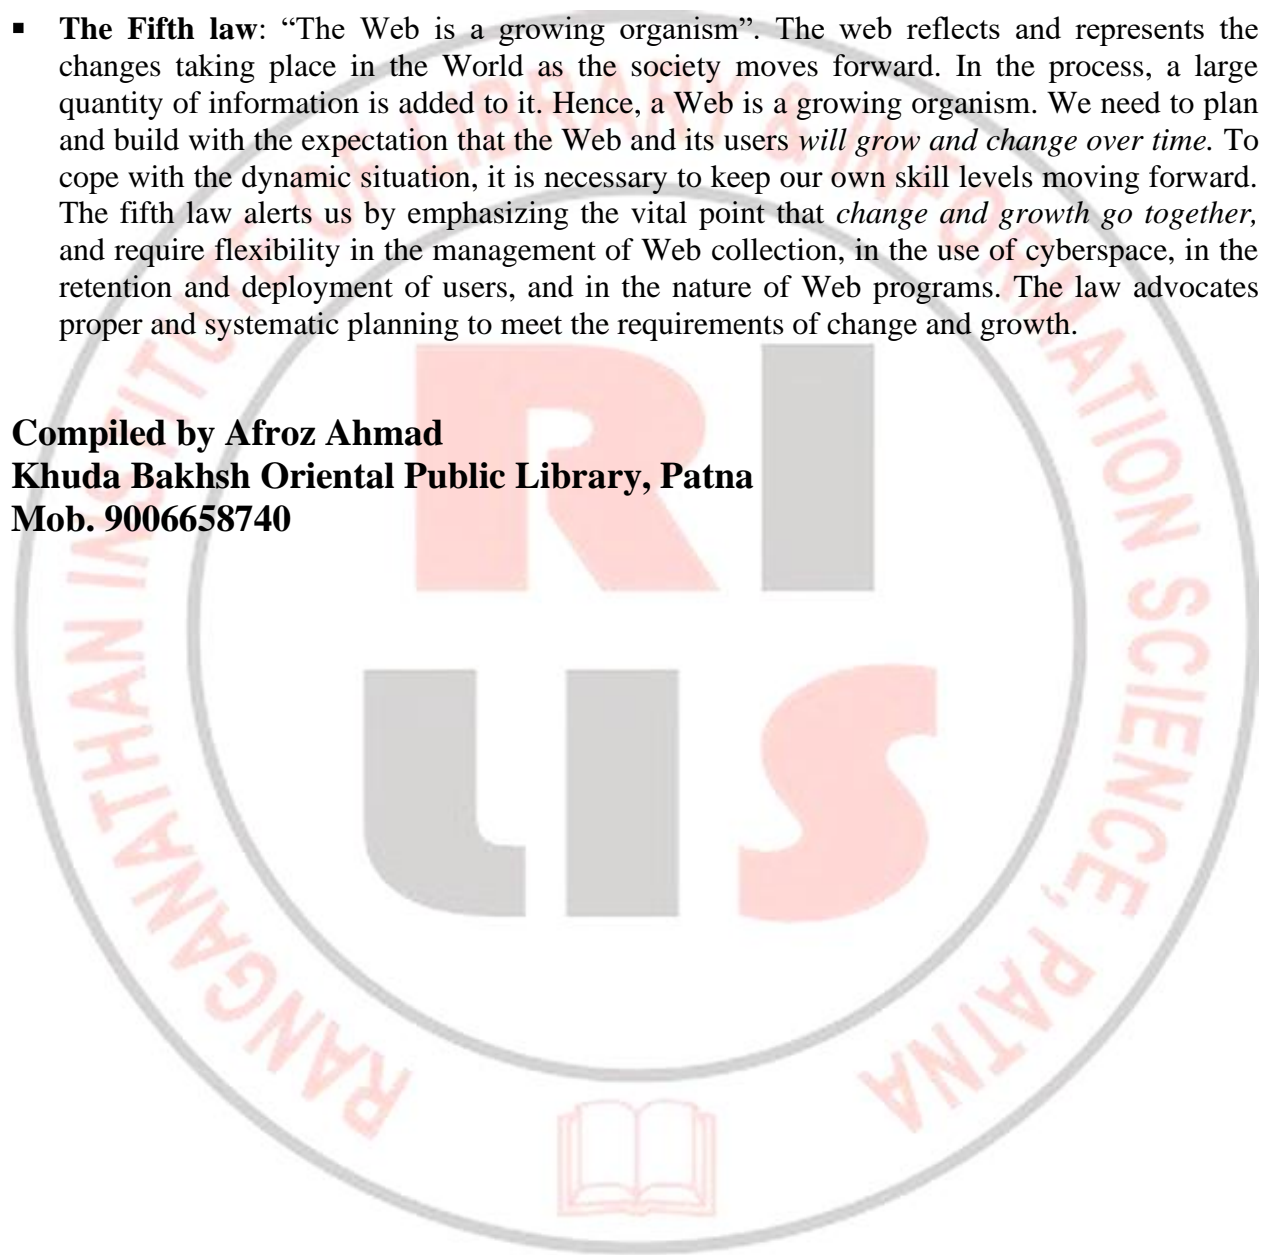 ▪ The Fifth law: “The Web is a growing organism”. The web reflects and represents the
changes taking place in the World as the society moves forward. In the process, a large
quantity of information is added to it. Hence, a Web is a growing organism. We need to plan
and build with the expectation that the Web and its users will grow and change over time. To
cope with the dynamic situation, it is necessary to keep our own skill levels moving forward.
The fifth law alerts us by emphasizing the vital point that change and growth go together,
and require flexibility in the management of Web collection, in the use of cyberspace, in the
retention and deployment of users, and in the nature of Web programs. The law advocates
proper and systematic planning to meet the requirements of change and growth.
Compiled by Afroz Ahmad
Khuda Bakhsh Oriental Public Library, Patna
Mob. 9006658740
RANGANATHAN INSTITUTE OF LIBRARY & INFORMATION SCIENCE, PATNA
RI
LIS